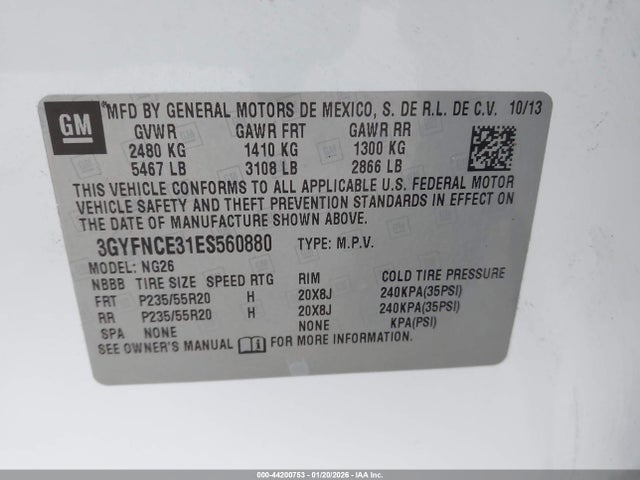 GM
*MFD BY GENERAL MOTORS DE MEXICO, S. DE R.L. DE C.V. 10/13
GVWR GAWR FRT GAWR RR
2480 KG 1410 KG 1300 KG
5467 LB 3108 LB 2866 LB
THIS VEHICLE CONFORMS TO ALL APPLICABLE U.S. FEDERAL MOTOR
VEHICLE SAFETY AND THEFT PREVENTION STANDARDS IN EFFECT ON
THE DATE OF MANUFACTURE SHOWN ABOVE.
3GYFNCE31ES560880 TYPE: M.P.V.
MODEL: NG26
NBBB TIRE SIZE SPEED RTG RIM COLD TIRE PRESSURE
FRT P235/55R20 H 20X8J 240KPA(35PSI)
RR P235/55R20 H 20X8J 240KPA(35PSI)
SPA NONE NONE KPA(PSI)
SEE OWNER'S MANUAL FOR MORE INFORMATION.
000-44200753 - 01/20/2026 - IAAI.COM